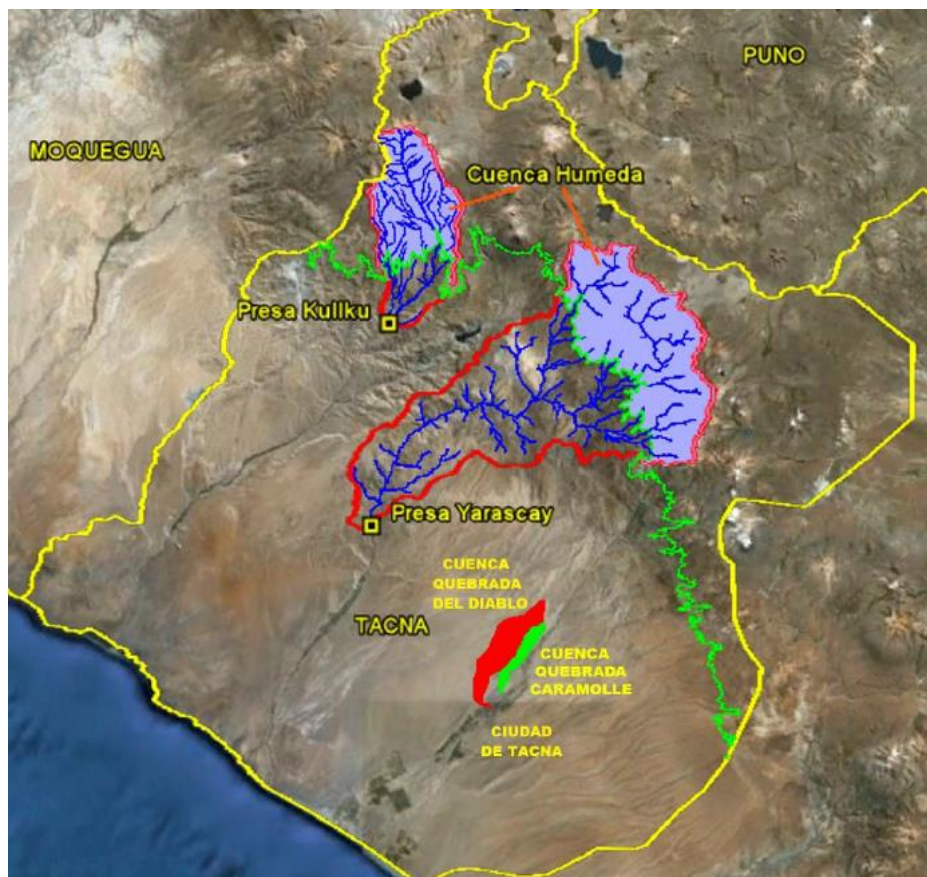 PUNO
MOQUEGUA
Cuenca Humeda
Presa Kullku
Presa Yarascay
CUENCA
QUEBRADA
DEL DIABLO
TACNA
CUENCA
QUEBRADA
CARAMOLLE
CIUDAD
DE TACNA